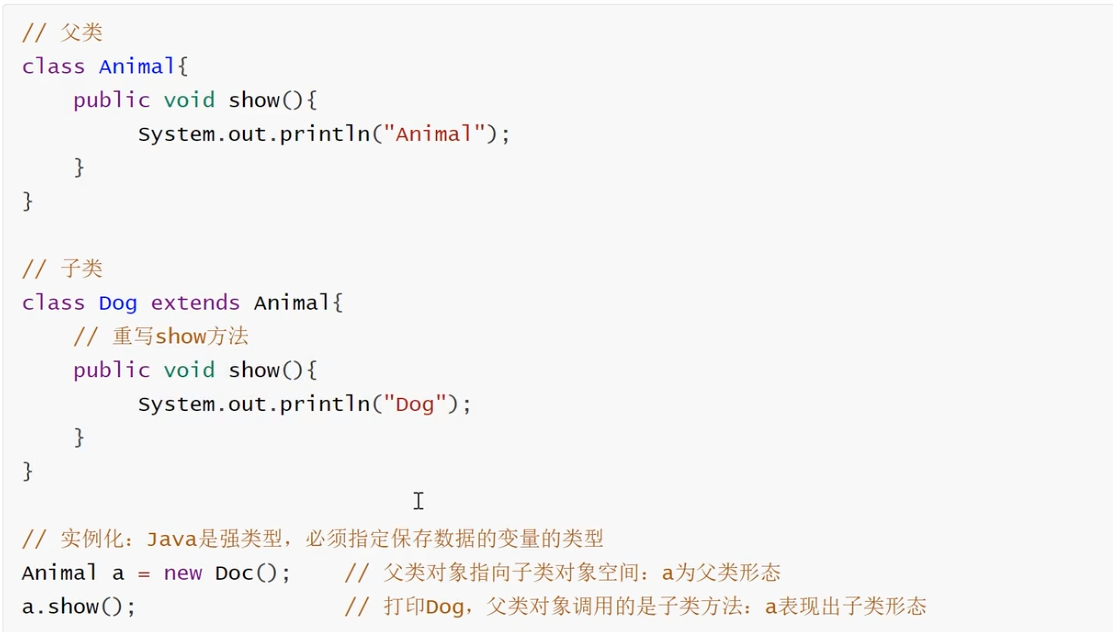 // 父类
class Animal{
    public void show(){
         System.out.println("Animal");
    }
}
// 子类
class Dog extends Animal{
    // 重写show方法
    public void show(){
         System.out.println("Dog");
    }
}
// 实例化：Java是强类型，必须指定保存数据的变量的类型
Animal a = new Doc();    // 父类对象指向子类对象空间：a为父类形态
a.show();                // 打印Dog，父类对象调用的是子类方法：a表现出子类形态